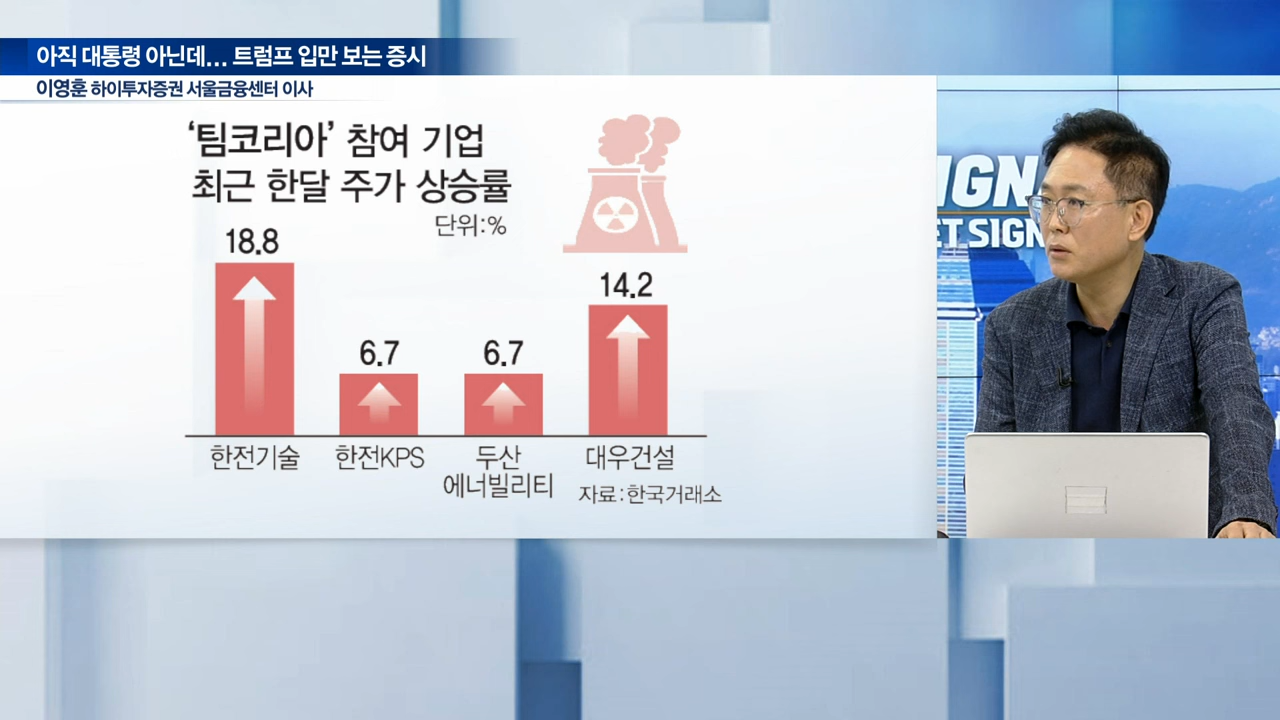 아직 대통령 아닌데... 트럼프 입만 보는 증시
이영훈 하이투자증권 서울금융센터 이사
‘팀코리아’ 참여 기업
최근 한달 주가 상승률
단위:%
18.8
6.7
6.7
14.2
한전기술
한전KPS
두산
에너빌리티
대우건설
자료:한국거래소
IGN
ET SIGN